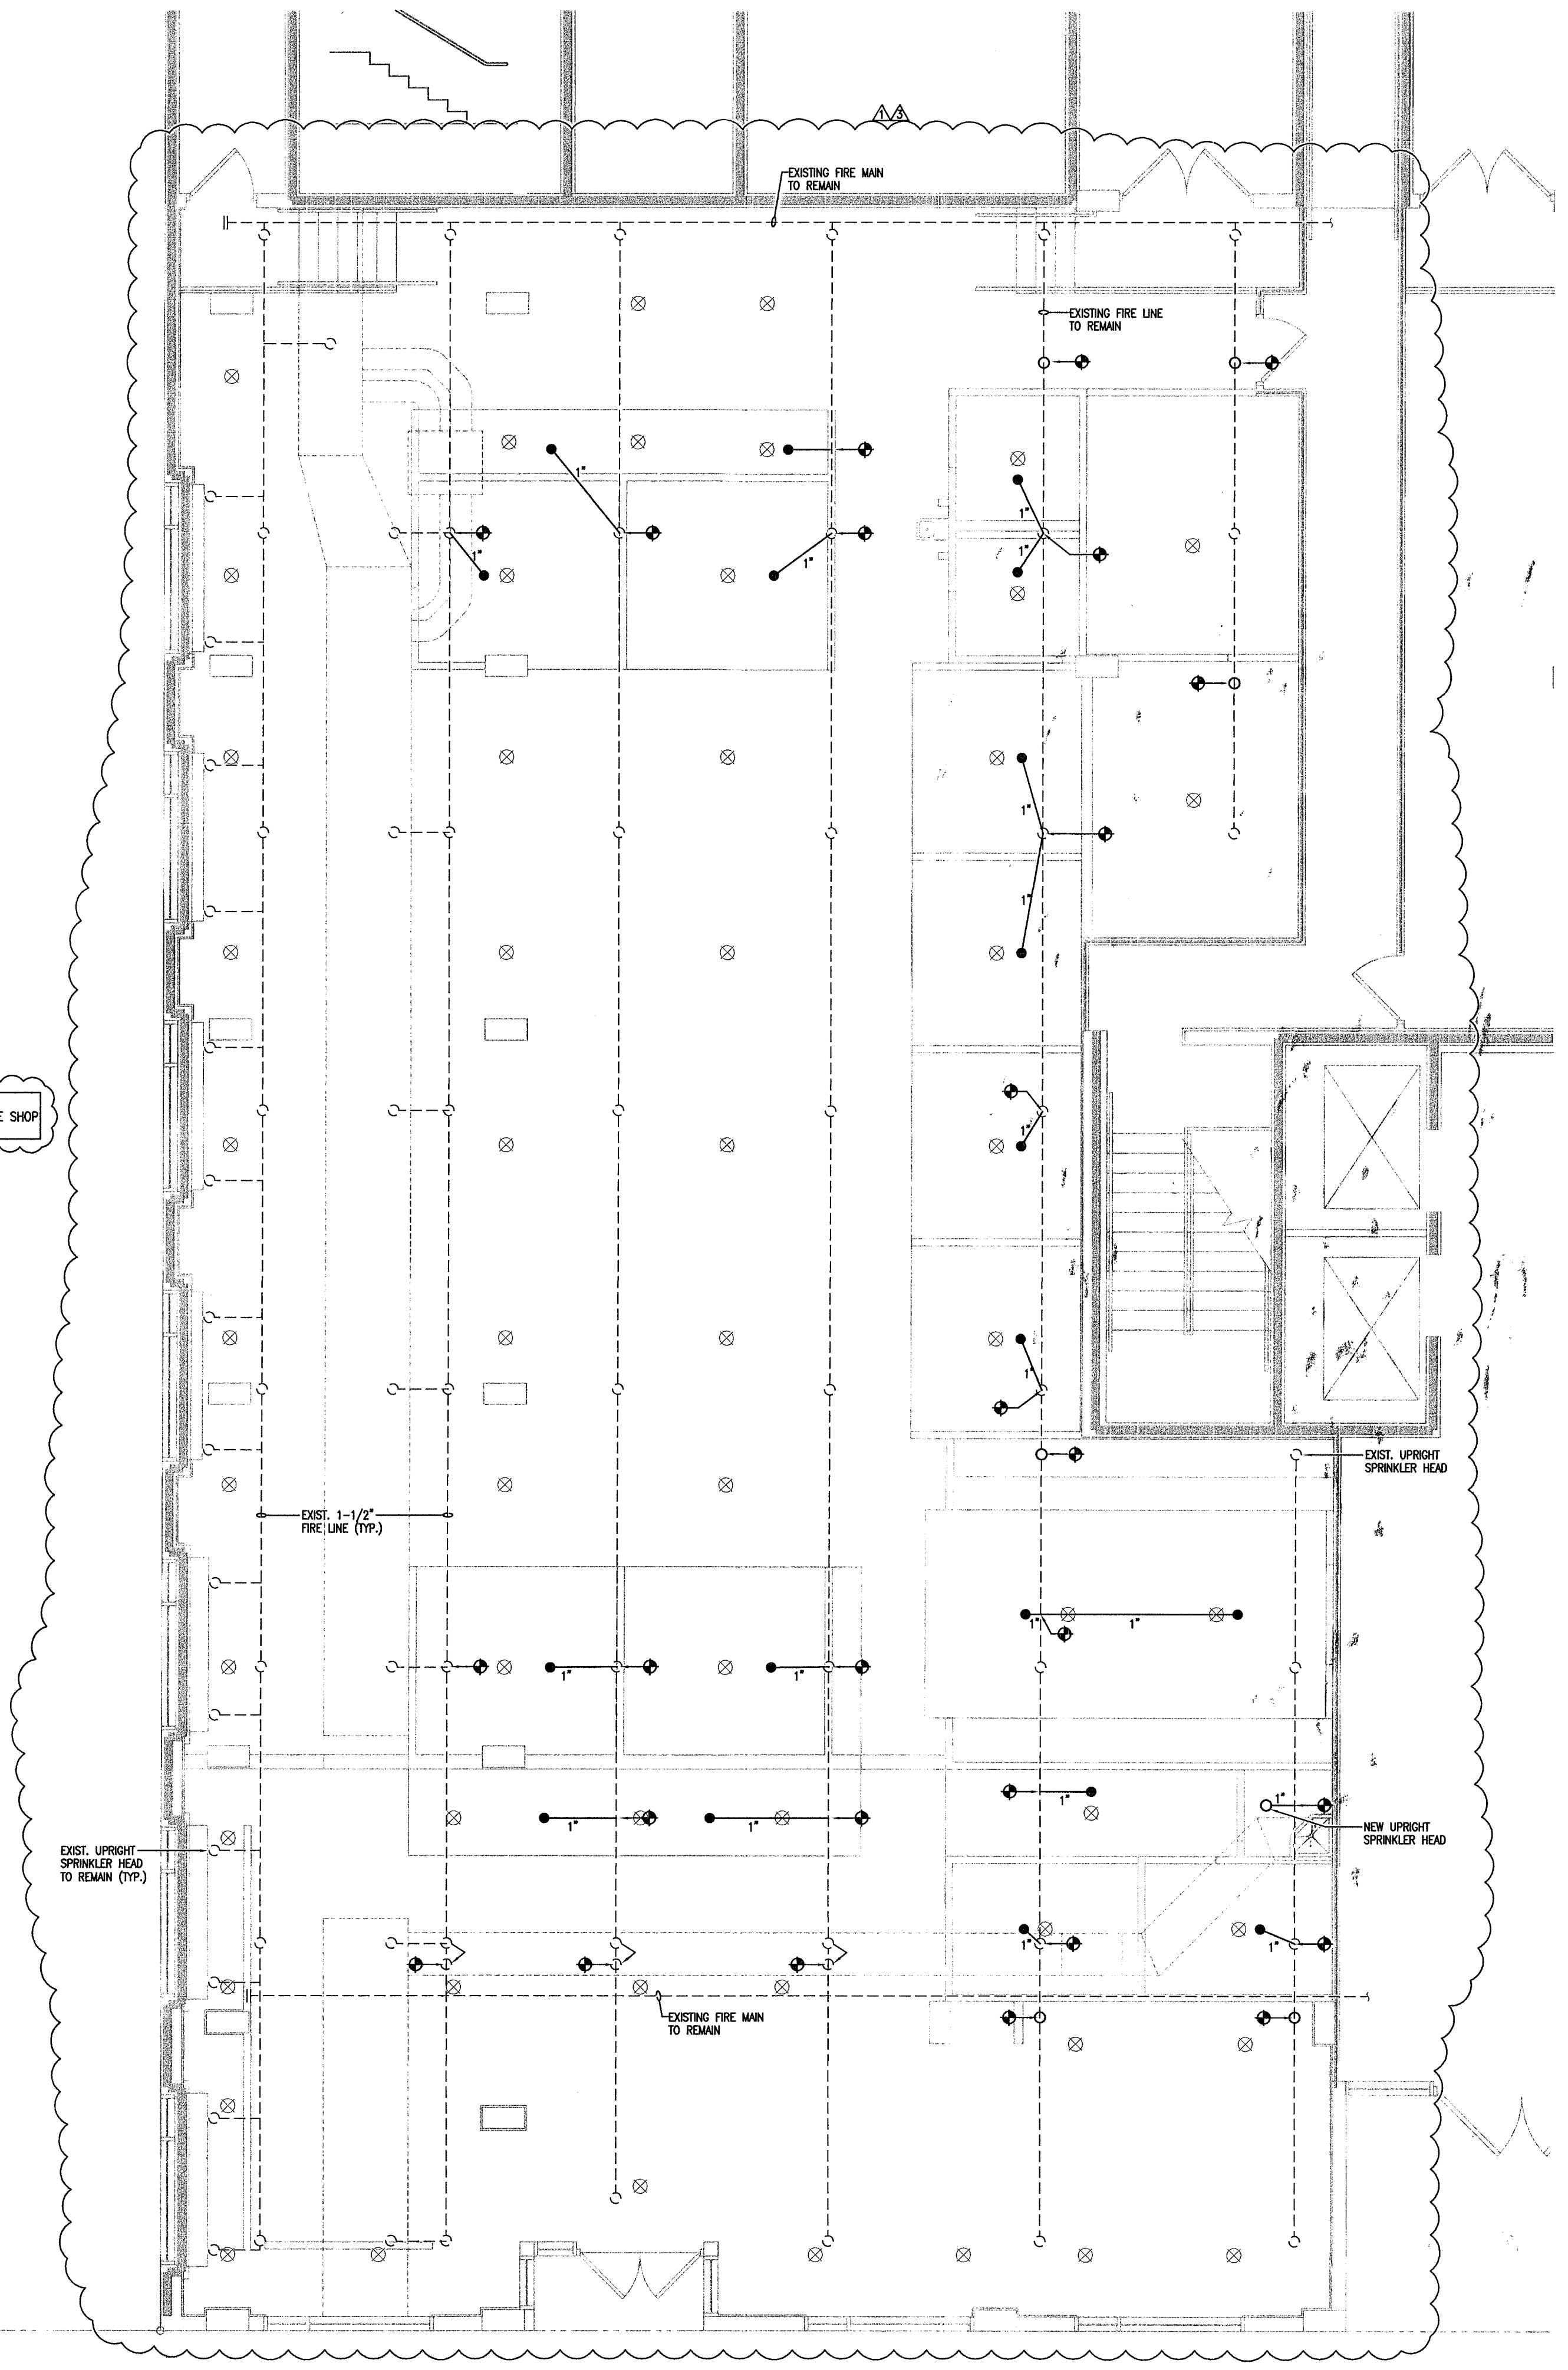 1 3
EXISTING FIRE MAIN
TO REMAIN
EXISTING FIRE LINE
TO REMAIN
1"
1"
1"
1"
1"
1"
1"
E SHOP
1"
1"
EXIST. UPRIGHT
SPRINKLER HEAD
EXIST. 1-1/2"
FIRE LINE (TYP.)
1" 1"
1" 1"
1" 1"
1" 1"
NEW UPRIGHT
SPRINKLER HEAD
EXIST. UPRIGHT
SPRINKLER HEAD
TO REMAIN (TYP.)
1" 1"
EXISTING FIRE MAIN
TO REMAIN